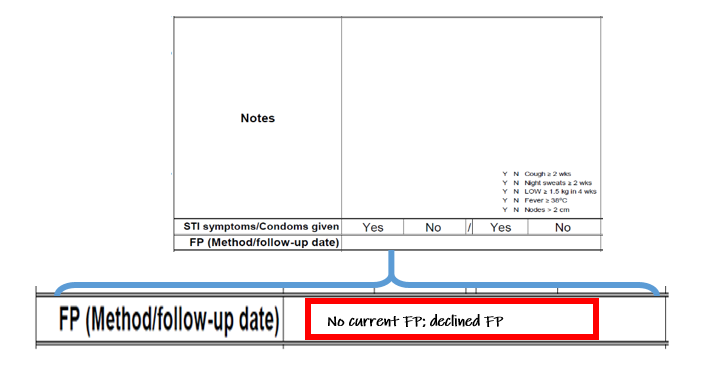 Notes
Y N Cough ≥ 2 wks
Y N Night sweats ≥ 2 wks
Y N LOW ≥ 1.5 kg in 4 wks
Y N Fever ≥ 38°C
Y N Nodes > 2 cm
STI symptoms/Condoms given Yes No / Yes No
FP (Method/follow-up date)
FP (Method/follow-up date) No current FP; declined FP